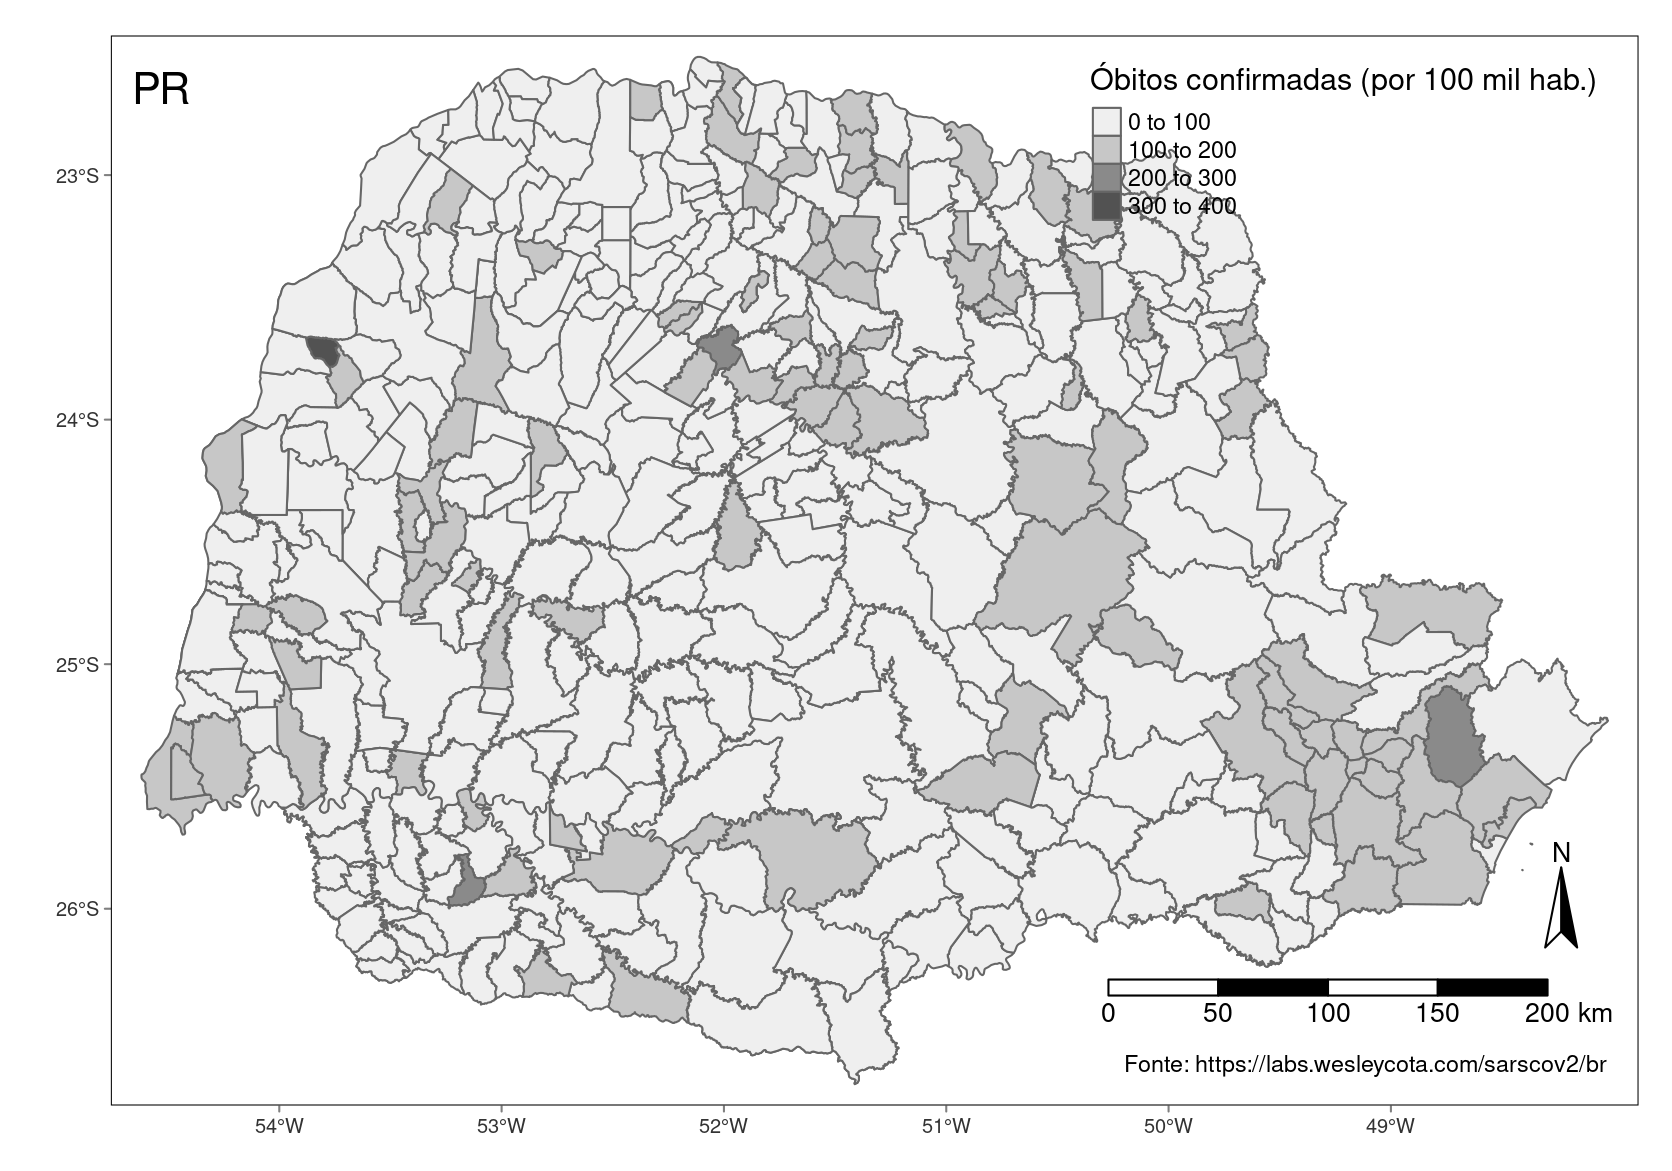 PR
Óbitos confirmadas (por 100 mil hab.)
0 to 100
100 to 200
200 to 300
300 to 400
23°S
24°S
25°S
26°S
N
0 50 100 150 200 km
Fonte: https://labs.wesleycota.com/sarscov2/br
54°W 53°W 52°W 51°W 50°W 49°W